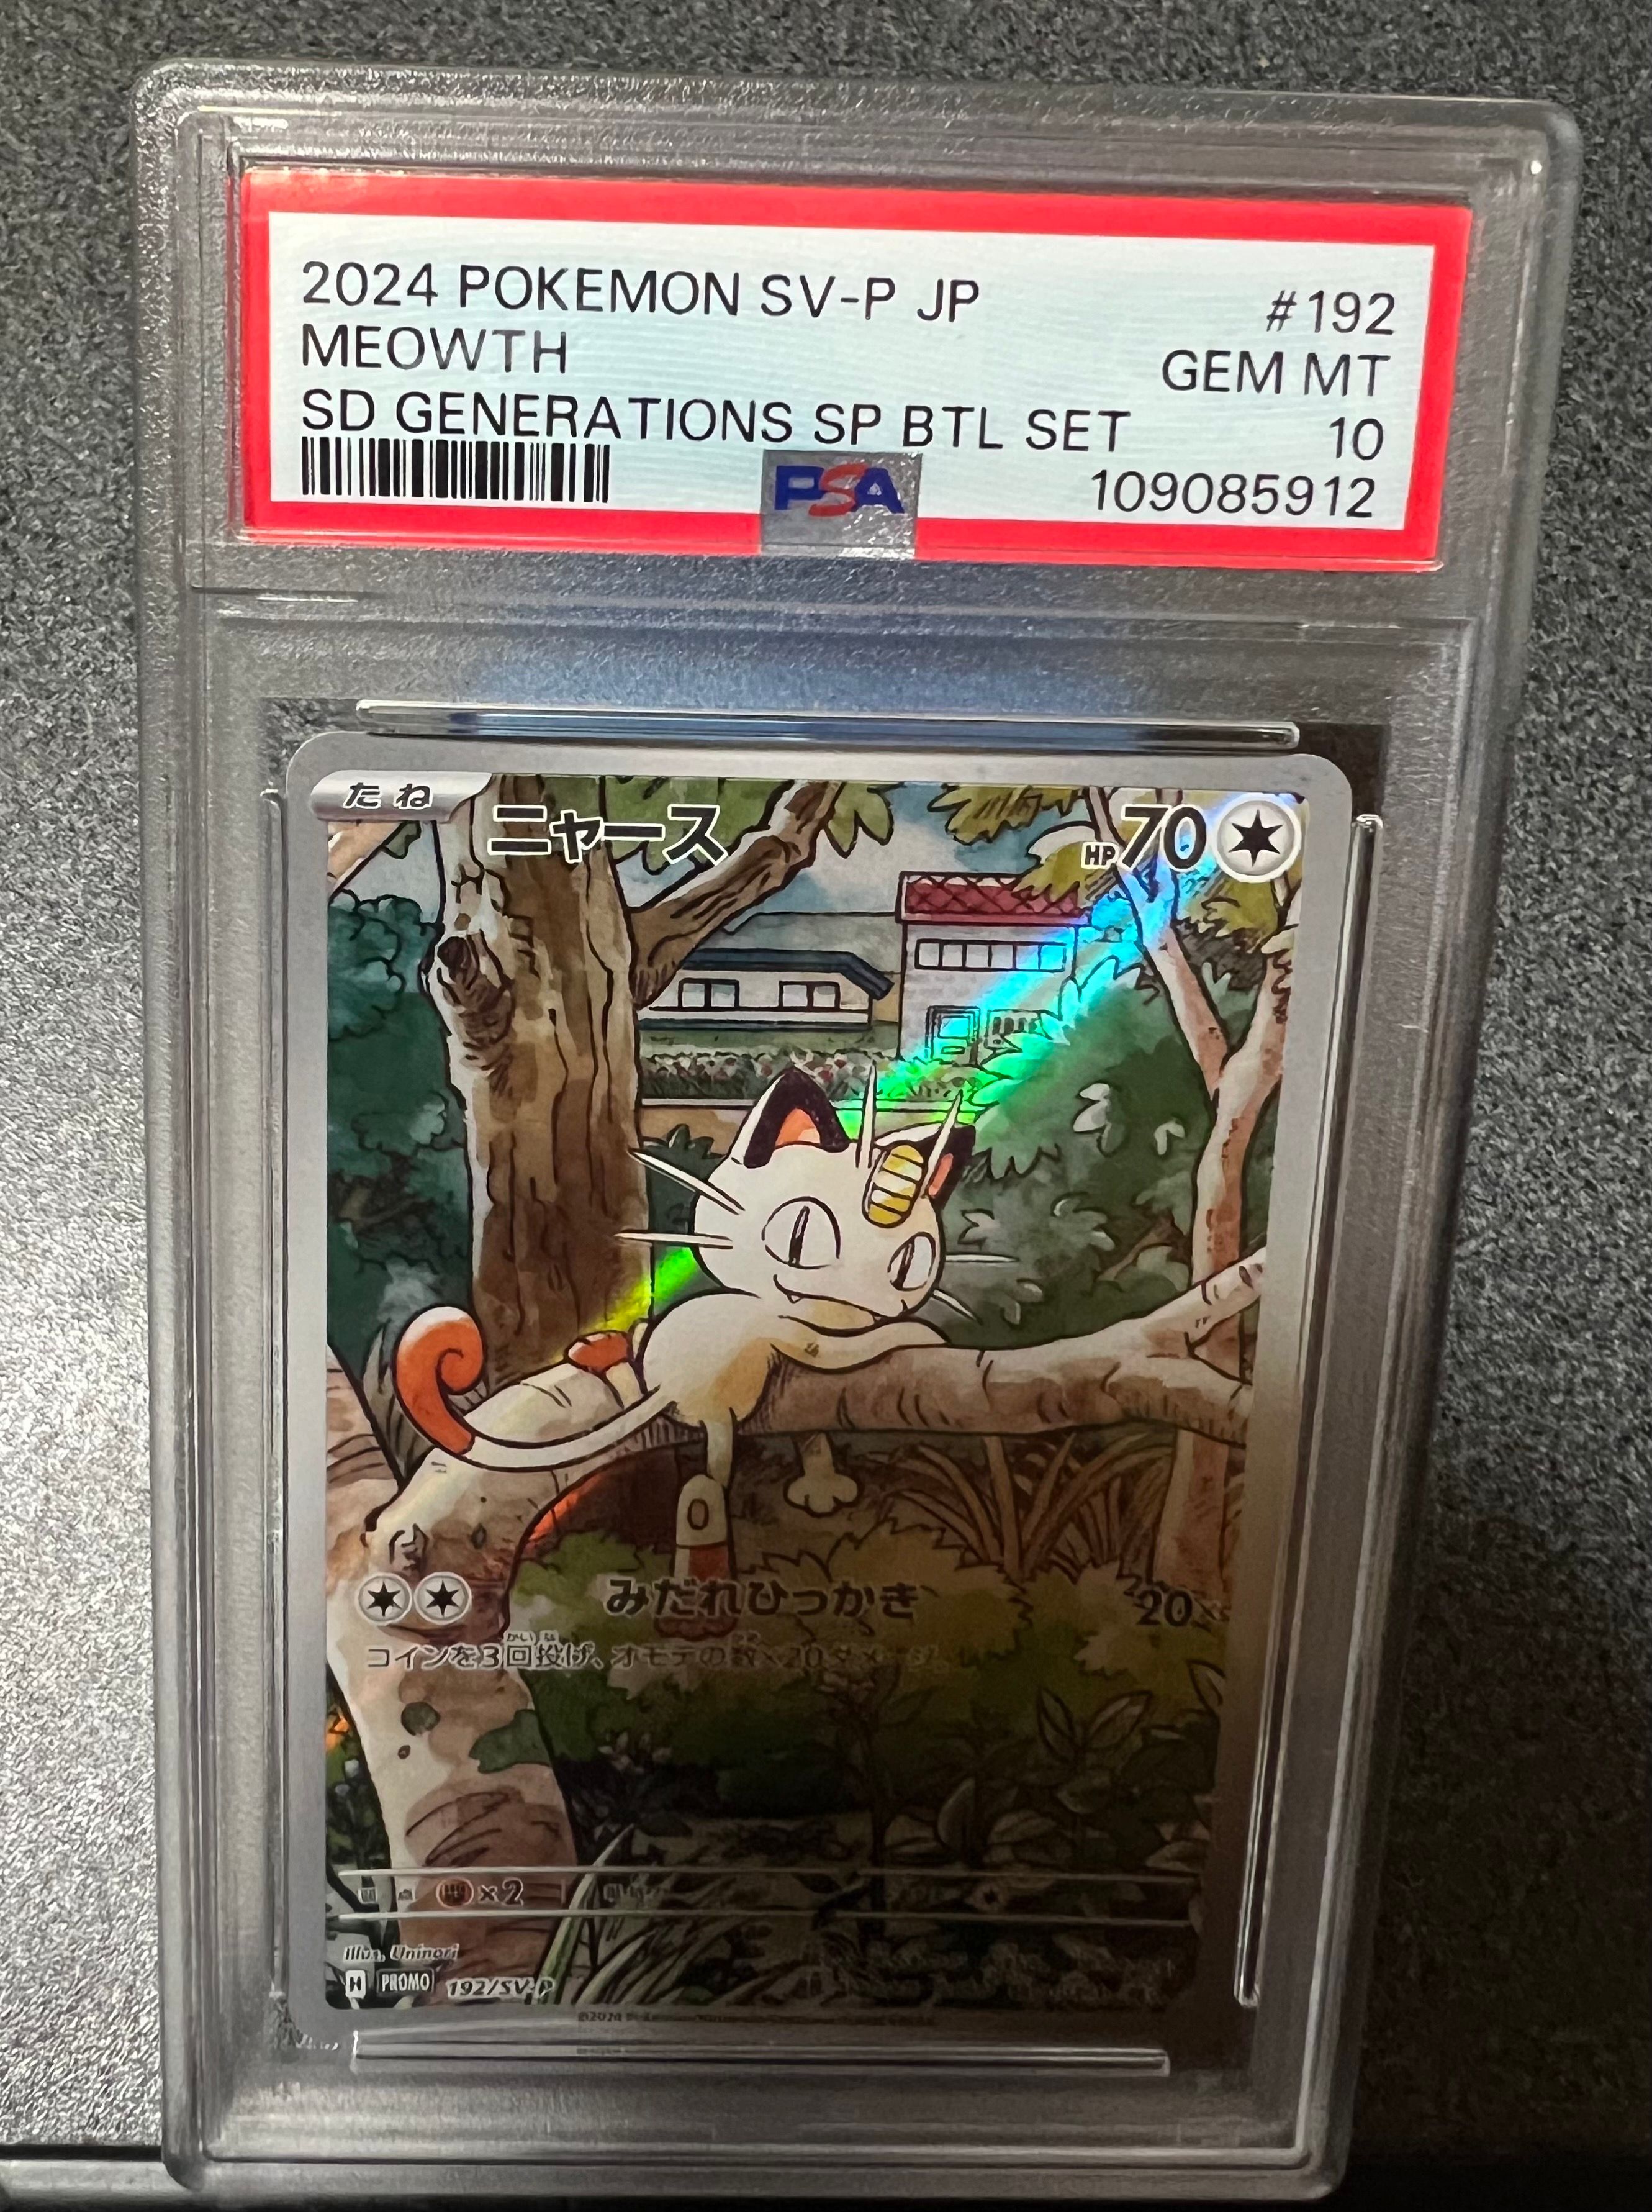 2024 POKEMON SV-P JP #192
MEOWTH GEM MT
SD GENERATIONS SP BTL SET 10
PSA 109085912
たね ニャース HP70
みだれひっかき 20×
コインを3回投げ、オモテの数×20ダメージ。
×2
Illus. Uninori
H PROMO 192/SV-P
©2024